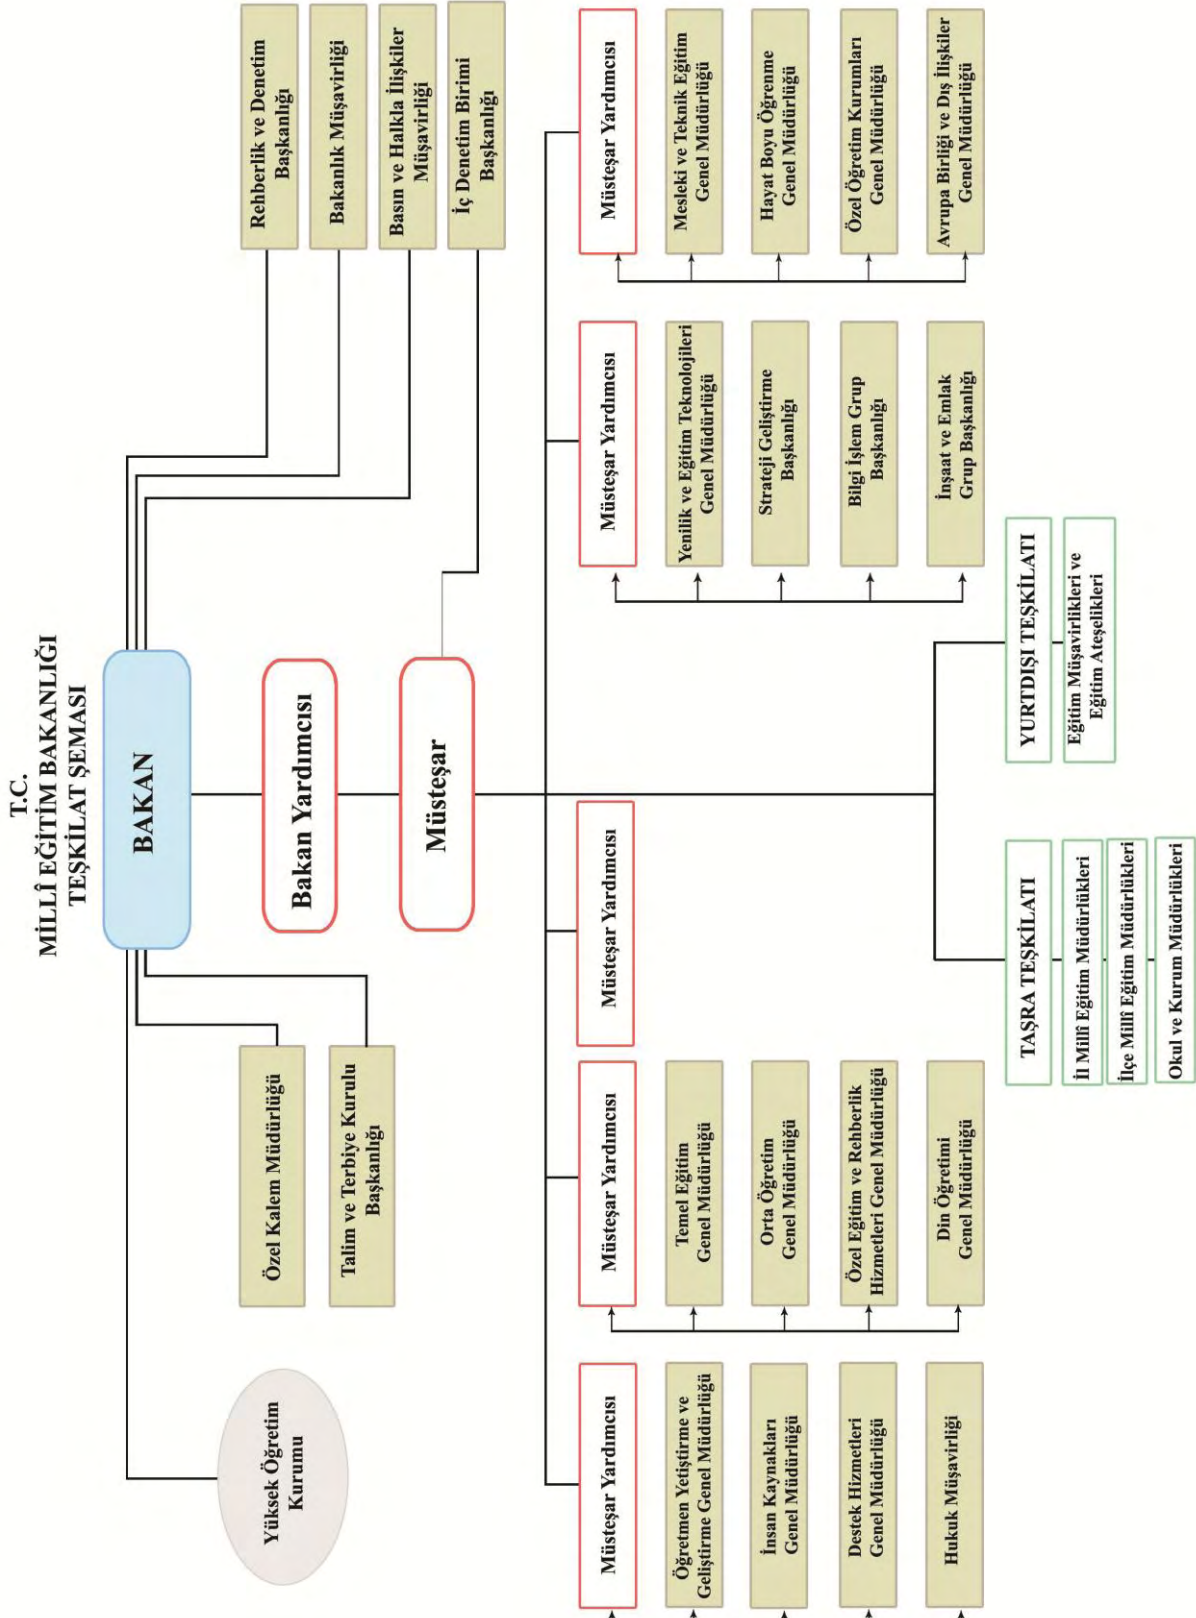 T.C.
MİLLÎ EĞİTİM BAKANLIĞI
TEŞKİLAT ŞEMASI
BAKAN
Bakan Yardımcısı
Müsteşar
Yüksek Öğretim
Kurumu
Özel Kalem Müdürlüğü
Talim ve Terbiye Kurulu
Başkanlığı
Rehberlik ve Denetim
Başkanlığı
Bakanlık Müşavirliği
Basın ve Halkla İlişkiler
Müşavirliği
İç Denetim Birimi
Başkanlığı
Müsteşar Yardımcısı
Öğretmen Yetiştirme ve
Geliştirme Genel Müdürlüğü
İnsan Kaynakları
Genel Müdürlüğü
Destek Hizmetleri
Genel Müdürlüğü
Hukuk Müşavirliği
Müsteşar Yardımcısı
Temel Eğitim
Genel Müdürlüğü
Orta Öğretim
Genel Müdürlüğü
Özel Eğitim ve Rehberlik
Hizmetleri Genel Müdürlüğü
Din Öğretimi
Genel Müdürlüğü
Müsteşar Yardımcısı
Müsteşar Yardımcısı
Yenilik ve Eğitim Teknolojileri
Genel Müdürlüğü
Strateji Geliştirme
Başkanlığı
Bilgi İşlem Grup
Başkanlığı
İnşaat ve Emlak
Grup Başkanlığı
Müsteşar Yardımcısı
Mesleki ve Teknik Eğitim
Genel Müdürlüğü
Hayat Boyu Öğrenme
Genel Müdürlüğü
Özel Öğretim Kurumları
Genel Müdürlüğü
Avrupa Birliği ve Dış İlişkiler
Genel Müdürlüğü
TAŞRA TEŞKİLATI
İl Millî Eğitim Müdürlükleri
İlçe Millî Eğitim Müdürlükleri
Okul ve Kurum Müdürlükleri
YURTDIŞI TEŞKİLATI
Eğitim Müşavirlikleri ve
Eğitim Ateşelikleri